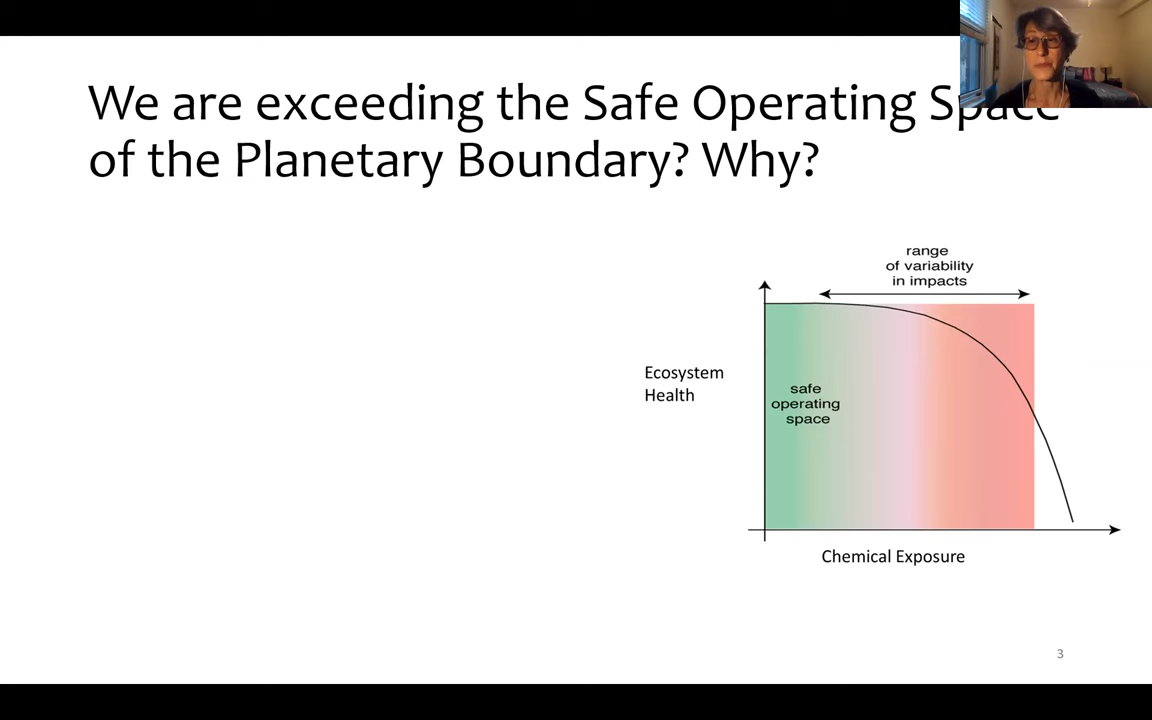 We are exceeding the Safe Operating Space
of the Planetary Boundary? Why?
range
of variability
in impacts
Ecosystem
Health
safe
operating
space
Chemical Exposure
3